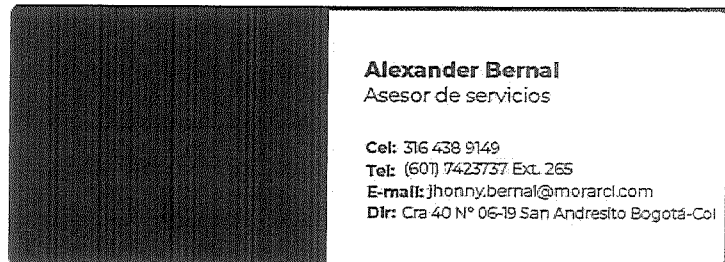 Alexander Bernal
Asesor de servicios
Cel: 316 438 9149
Tel: (601) 7423737 Ext. 265
E-mail: jhonny.bernal@morarci.com
Dir: Cra 40 N° 06-19 San Andresito Bogotá-Col